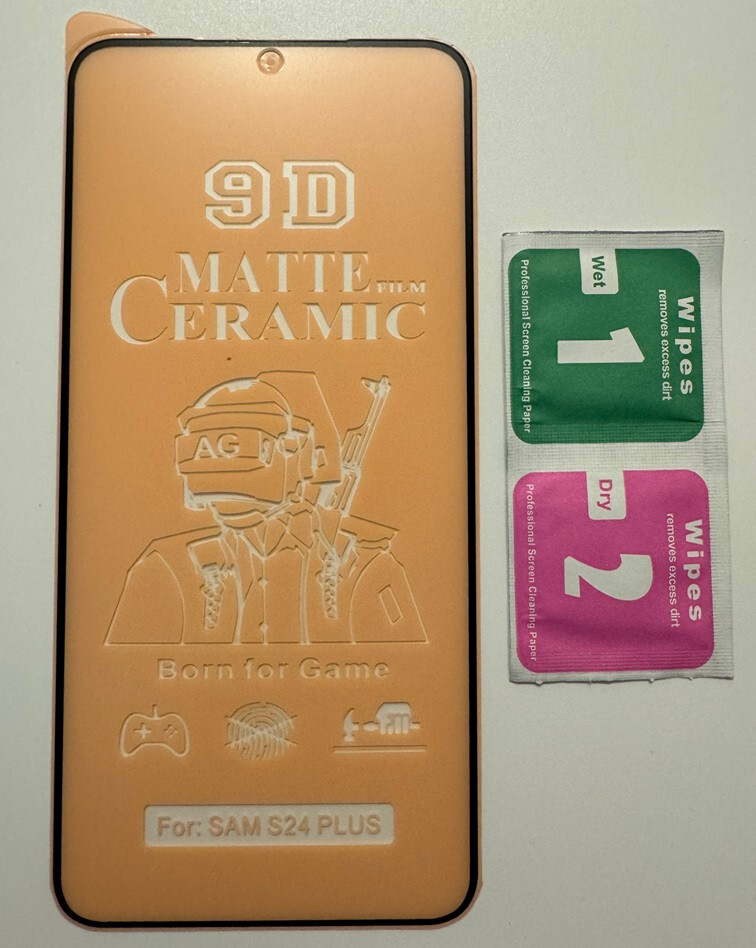 9D
MATTE FILM
CERAMIC
AG
Born for Game
For: SAM S24 PLUS
Wipes
removes excess dirt
Wet
1
Professional Screen Cleaning Paper
Wipes
removes excess dirt
Dry
2
Professional Screen Cleaning Paper